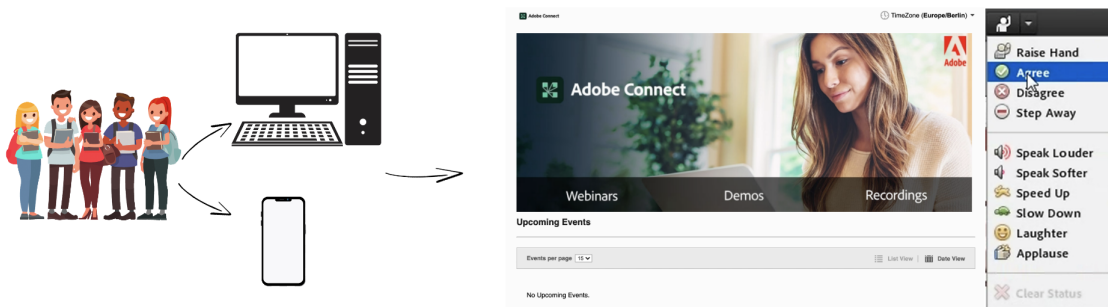 Adobe Connect
TimeZone (Europe/Berlin)
Adobe
Adobe Connect
Webinars
Demos
Recordings
Upcoming Events
Events per page 15
List View | Date View
No Upcoming Events.
Raise Hand
Agree
Disagree
Step Away
Speak Louder
Speak Softer
Speed Up
Slow Down
Laughter
Applause
Clear Status